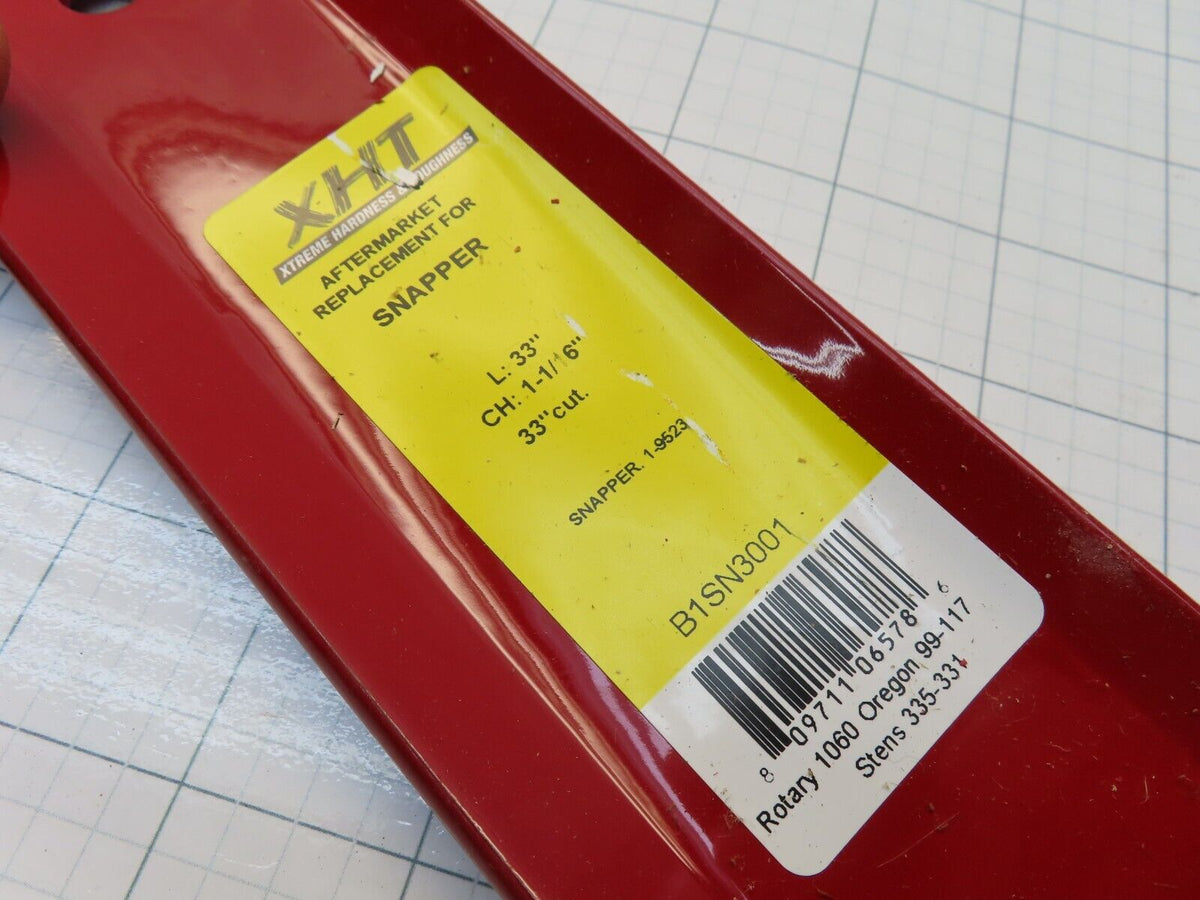 XHT
XTREME HARDNESS & TOUGHNESS
AFTERMARKET
REPLACEMENT FOR
SNAPPER
L: 33"
CH: 1-1/16"
33" cut.
SNAPPER. 1-9523
B1SN3001
8 09711 06578 6
Rotary 1060 Oregon 99-117
Stens 335-331